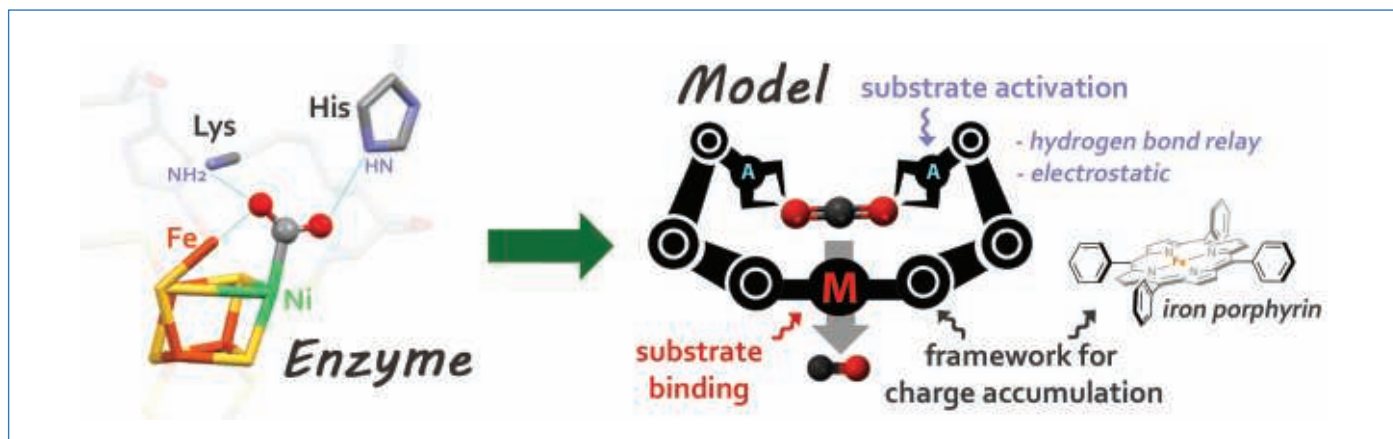 Lys
His
NH2
HN
Fe
Ni
Enzyme
Model
substrate activation
- hydrogen bond relay
- electrostatic
A
A
M
substrate
binding
framework for
charge accumulation
N
Fe
N
N
N
iron porphyrin